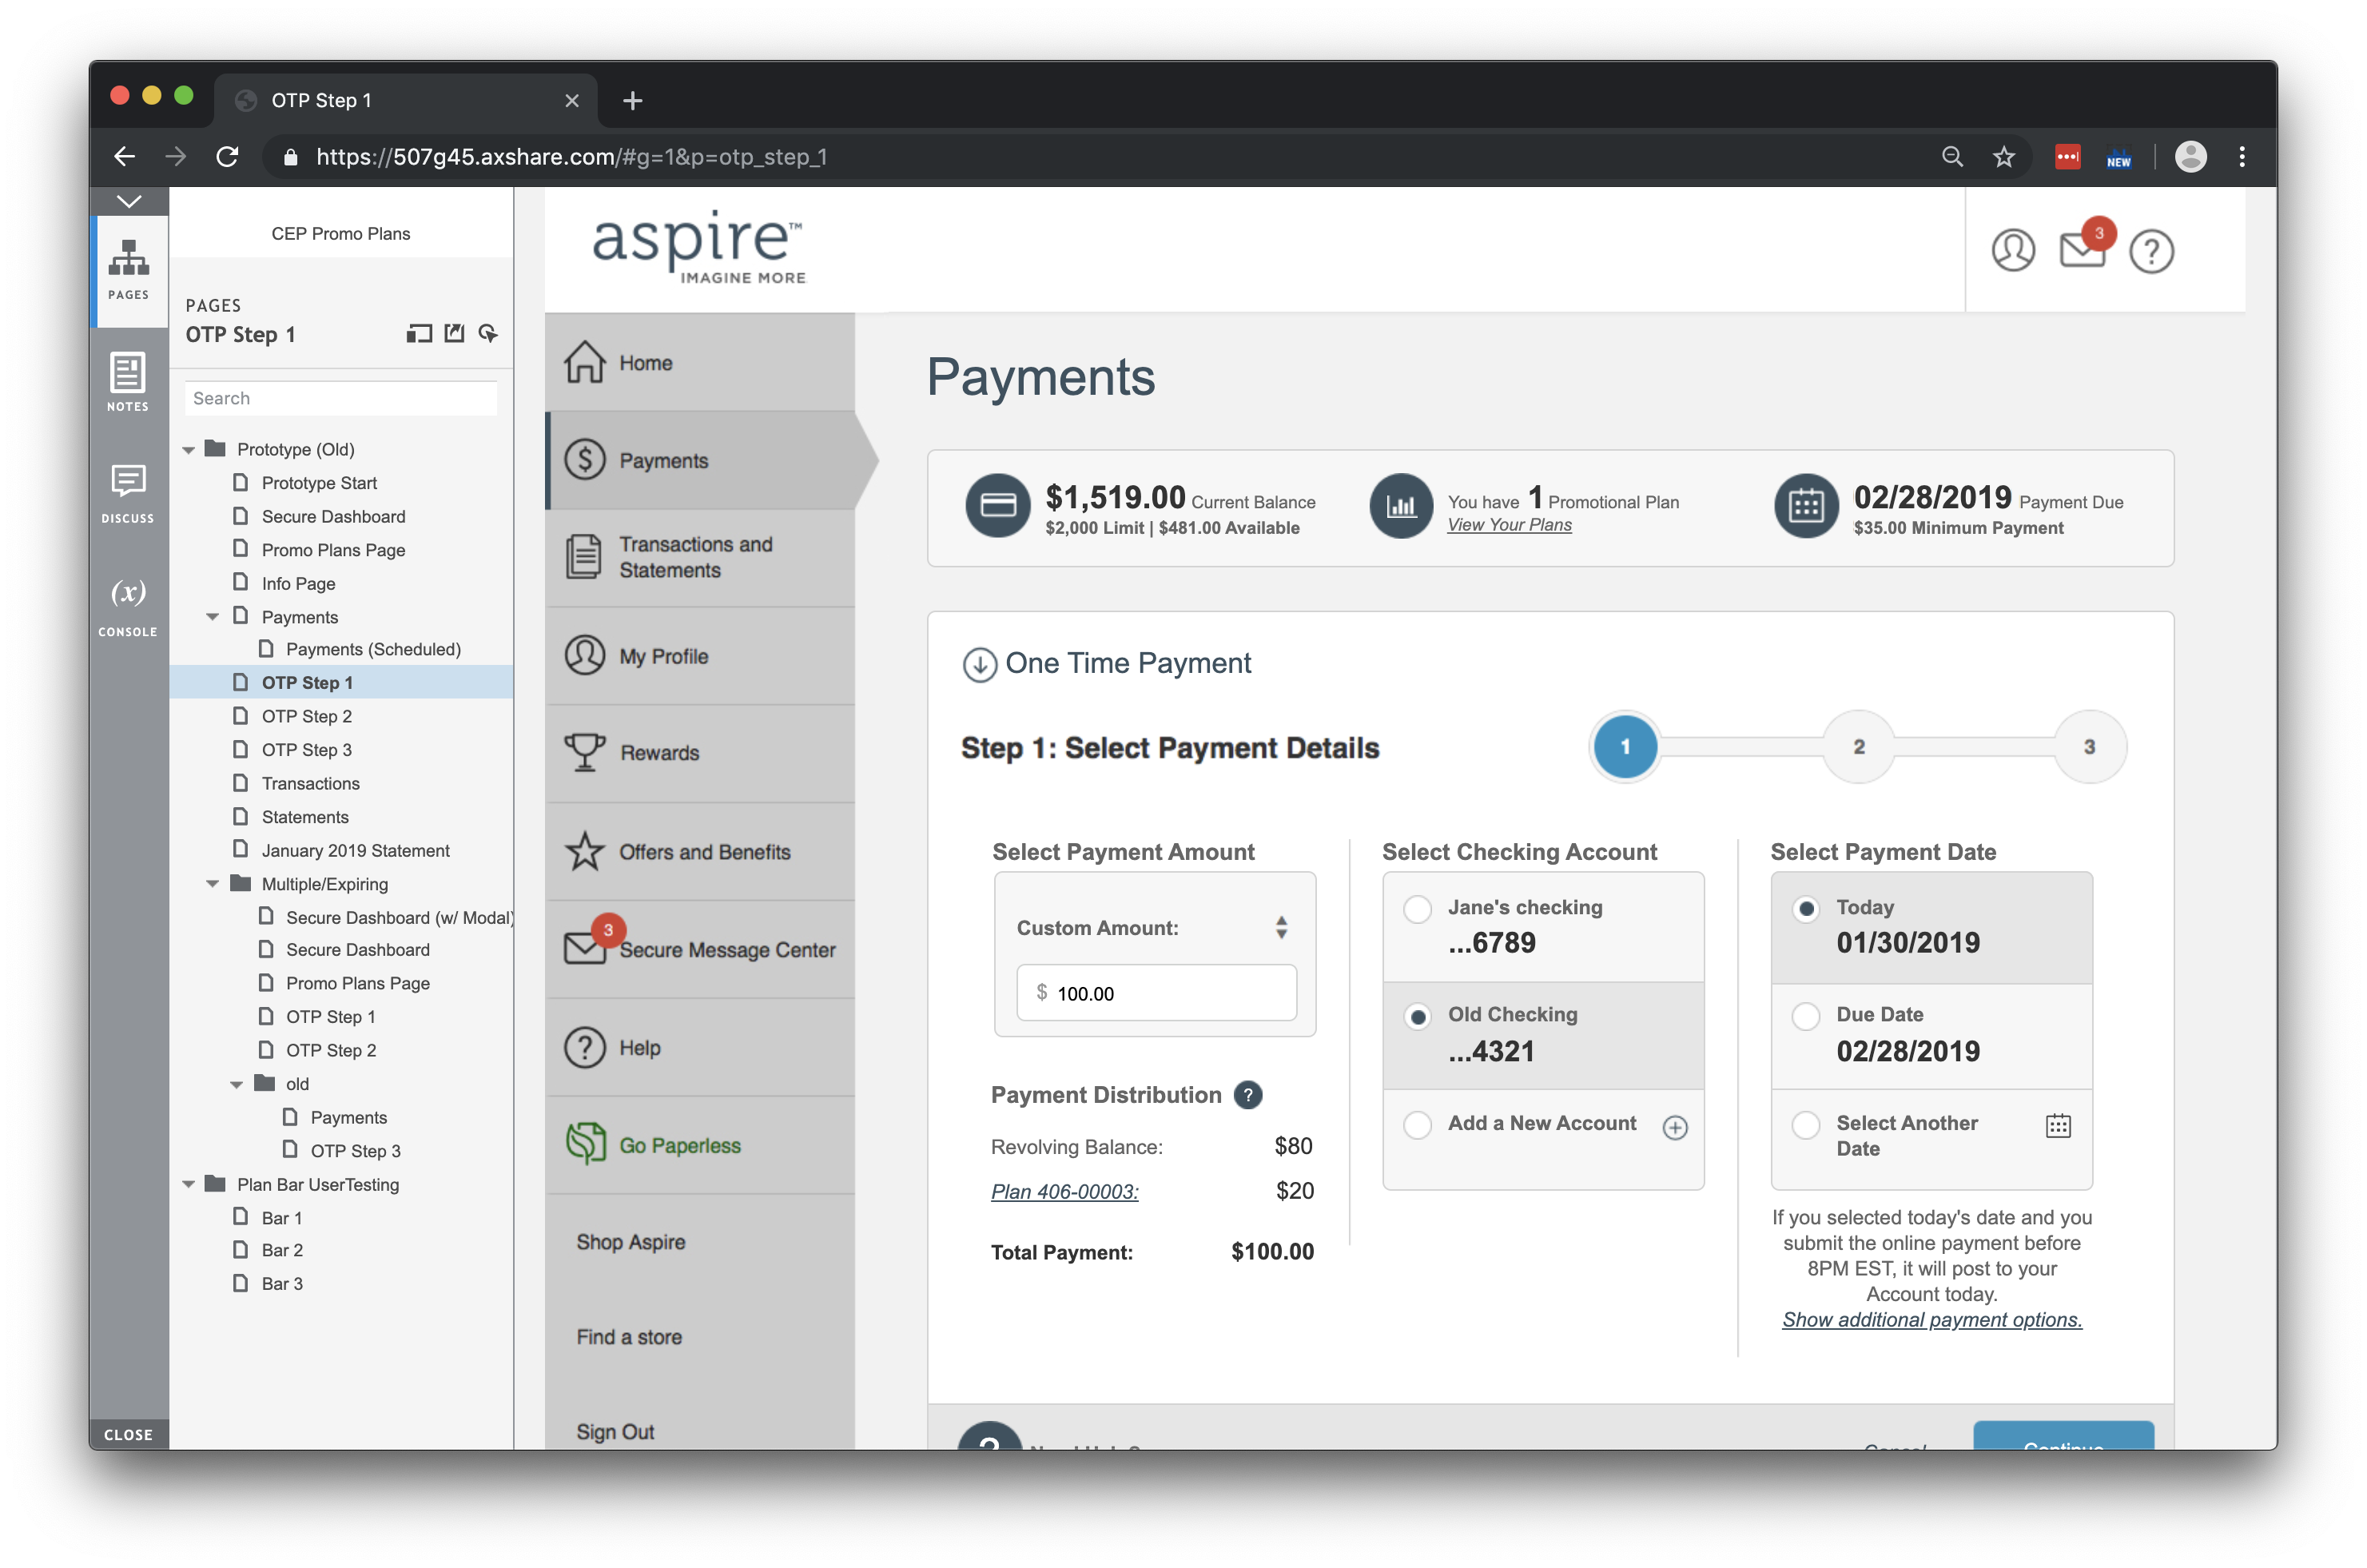 OTP Step 1
https://507g45.axshare.com/#g=1&p=otp_step_1
NEW
PAGES
NOTES
DISCUSS
(x)
CONSOLE
CLOSE
CEP Promo Plans
PAGES
OTP Step 1
Search
Prototype (Old)
Prototype Start
Secure Dashboard
Promo Plans Page
Info Page
Payments
Payments (Scheduled)
OTP Step 1
OTP Step 2
OTP Step 3
Transactions
Statements
January 2019 Statement
Multiple/Expiring
Secure Dashboard (w/ Modal)
Secure Dashboard
Promo Plans Page
OTP Step 1
OTP Step 2
old
Payments
OTP Step 3
Plan Bar UserTesting
Bar 1
Bar 2
Bar 3
aspire™
IMAGINE MORE
3
?
Home
$ Payments
Transactions and
Statements
My Profile
Rewards
Offers and Benefits
3
Secure Message Center
? Help
Go Paperless
Shop Aspire
Find a store
Sign Out
Payments
$1,519.00 Current Balance
$2,000 Limit | $481.00 Available
You have 1 Promotional Plan
View Your Plans
02/28/2019 Payment Due
$35.00 Minimum Payment
One Time Payment
Step 1: Select Payment Details
1 2 3
Select Payment Amount
Custom Amount:
$ 100.00
Payment Distribution ?
Revolving Balance: $80
Plan 406-00003: $20
Total Payment: $100.00
Select Checking Account
Jane's checking
...6789
Old Checking
...4321
Add a New Account
Select Payment Date
Today
01/30/2019
Due Date
02/28/2019
Select Another
Date
If you selected today's date and you
submit the online payment before
8PM EST, it will post to your
Account today.
Show additional payment options.
Cancel Continue